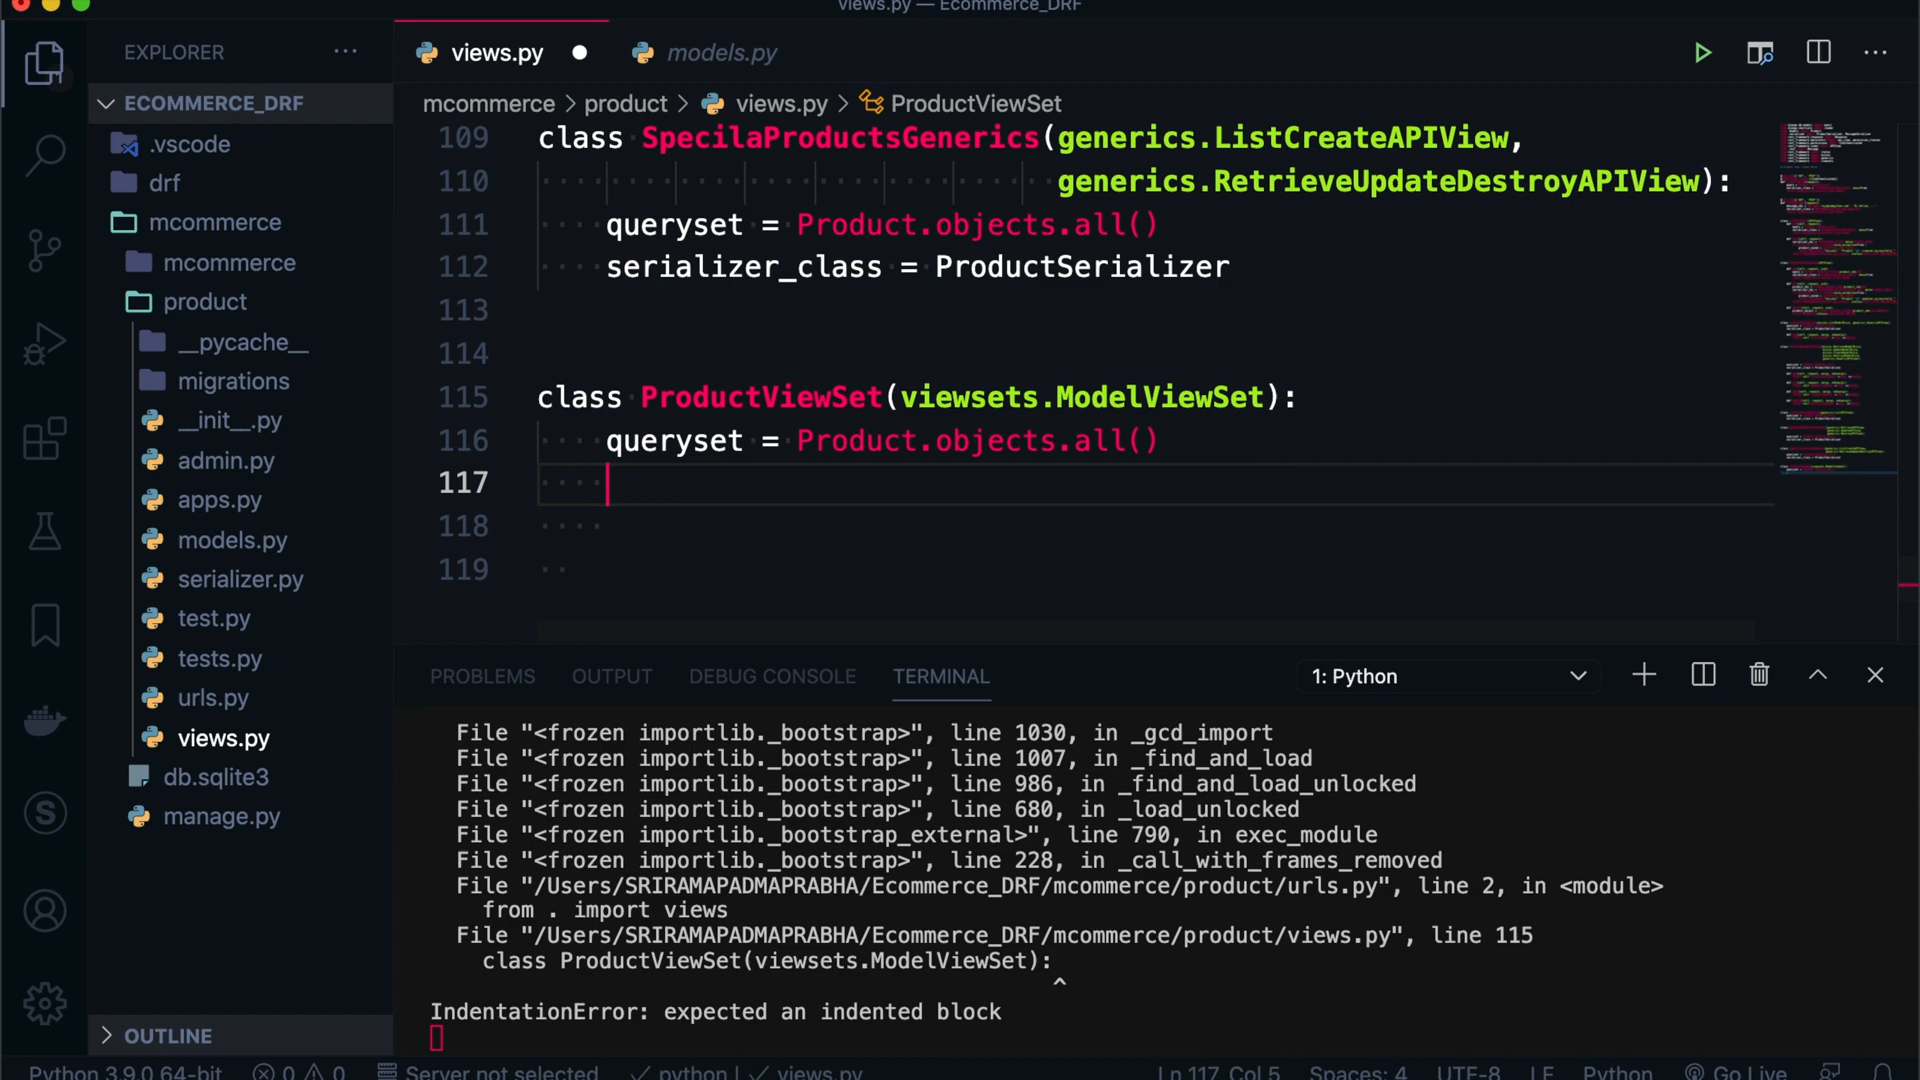 views.py — Ecommerce_DRF
EXPLORER
views.py
models.py
ECOMMERCE_DRF
mcommerce > product > views.py > ProductViewSet
.vscode
drf
mcommerce
mcommerce
product
__pycache__
migrations
__init__.py
admin.py
apps.py
models.py
serializer.py
test.py
tests.py
urls.py
views.py
db.sqlite3
manage.py
OUTLINE
109 class SpecilaProductsGenerics(generics.ListCreateAPIView,
110 generics.RetrieveUpdateDestroyAPIView):
111 queryset = Product.objects.all()
112 serializer_class = ProductSerializer
113
114
115 class ProductViewSet(viewsets.ModelViewSet):
116 queryset = Product.objects.all()
117
118
119
PROBLEMS OUTPUT DEBUG CONSOLE TERMINAL 1: Python
File "<frozen importlib._bootstrap>", line 1030, in _gcd_import
File "<frozen importlib._bootstrap>", line 1007, in _find_and_load
File "<frozen importlib._bootstrap>", line 986, in _find_and_load_unlocked
File "<frozen importlib._bootstrap>", line 680, in _load_unlocked
File "<frozen importlib._bootstrap_external>", line 790, in exec_module
File "<frozen importlib._bootstrap>", line 228, in _call_with_frames_removed
File "/Users/SRIRAMAPADMAPRABHA/Ecommerce_DRF/mcommerce/product/urls.py", line 2, in <module>
from . import views
File "/Users/SRIRAMAPADMAPRABHA/Ecommerce_DRF/mcommerce/product/views.py", line 115
class ProductViewSet(viewsets.ModelViewSet):
^
IndentationError: expected an indented block
Python 3.9.0 64-bit 0 0 Server not selected ✓ python | ✓ views.py Ln 117, Col 5 Spaces: 4 UTF-8 LF Python Go Live